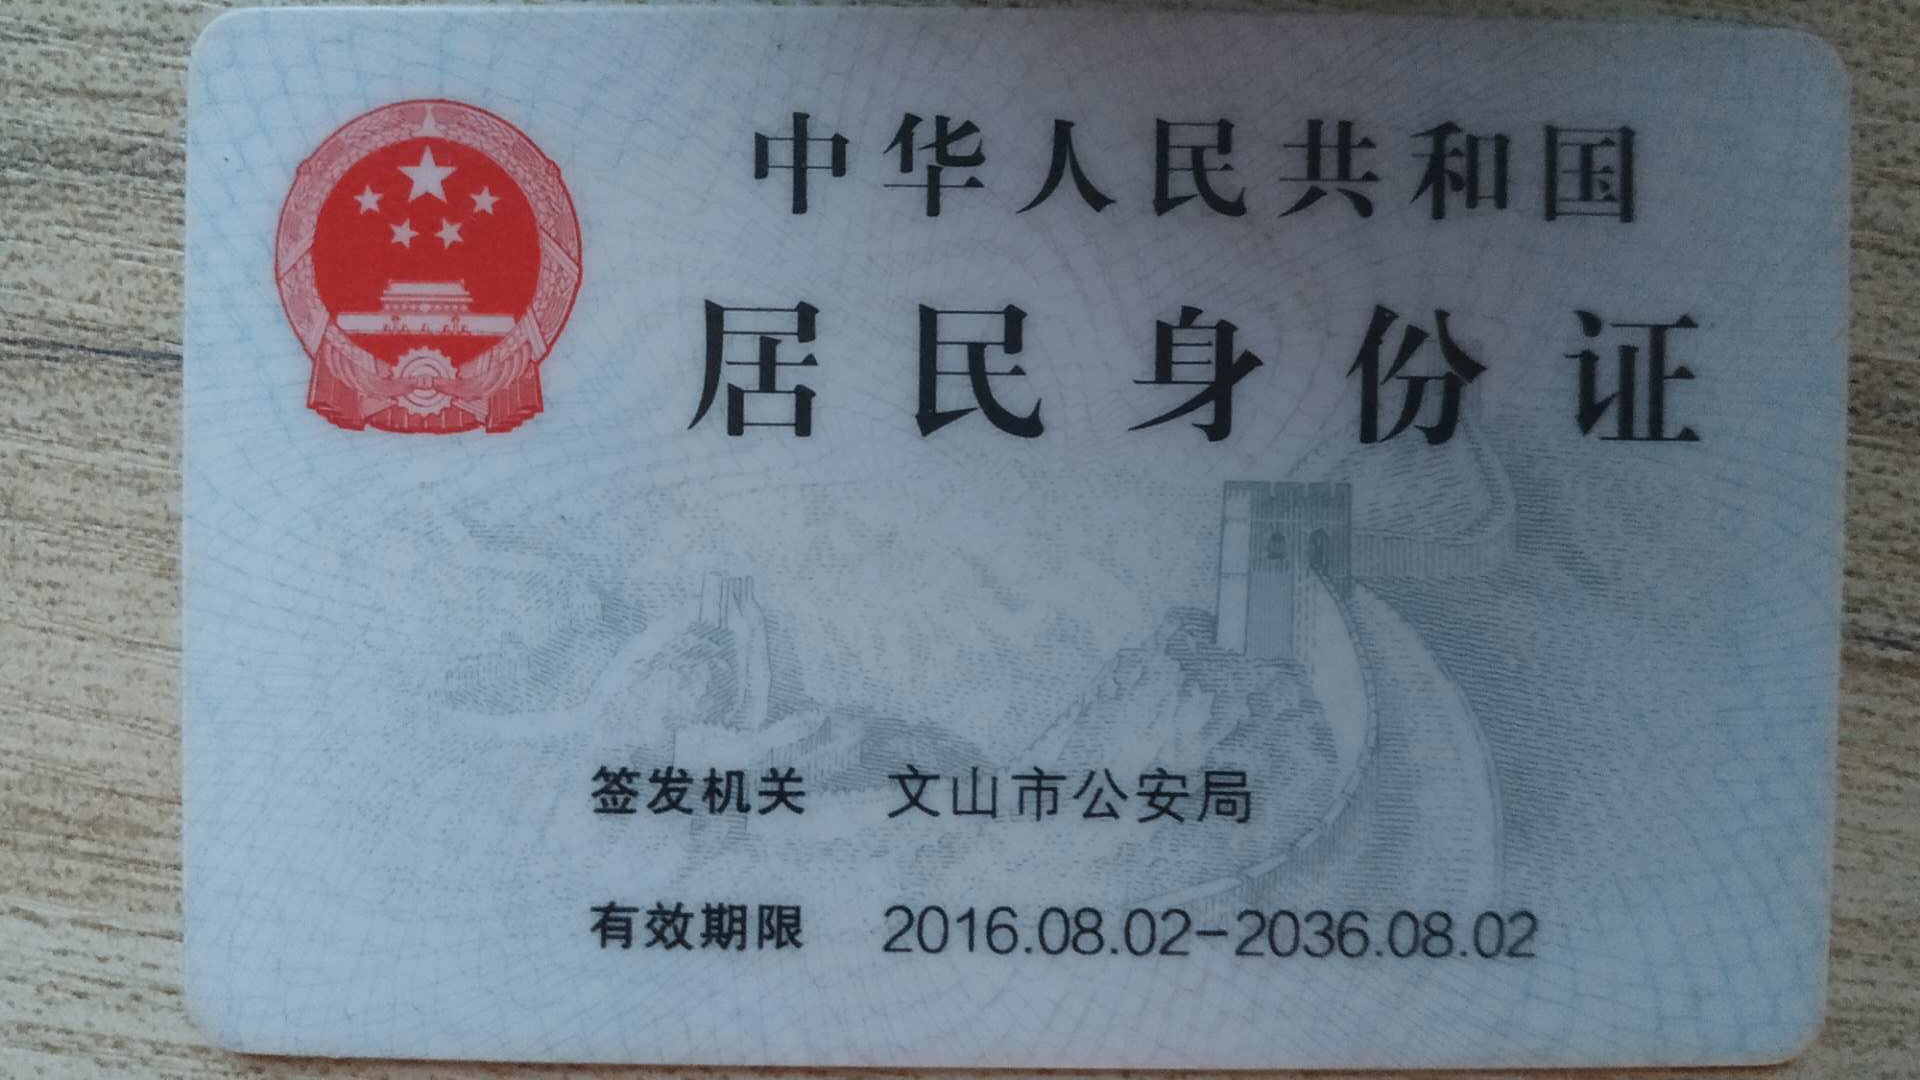 中华人民共和国
居民身份证
签发机关 文山市公安局
有效期限 2016.08.02-2036.08.02